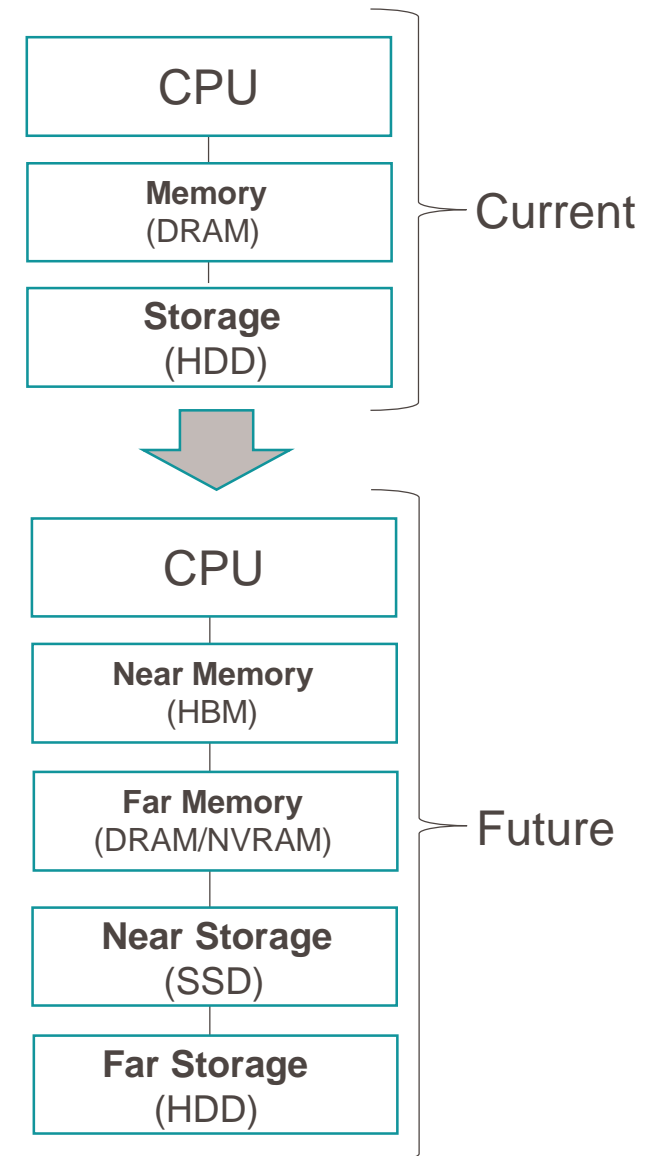 CPU
Memory
(DRAM)
Storage
(HDD)
Current
CPU
Near Memory
(HBM)
Far Memory
(DRAM/NVRAM)
Near Storage
(SSD)
Far Storage
(HDD)
Future